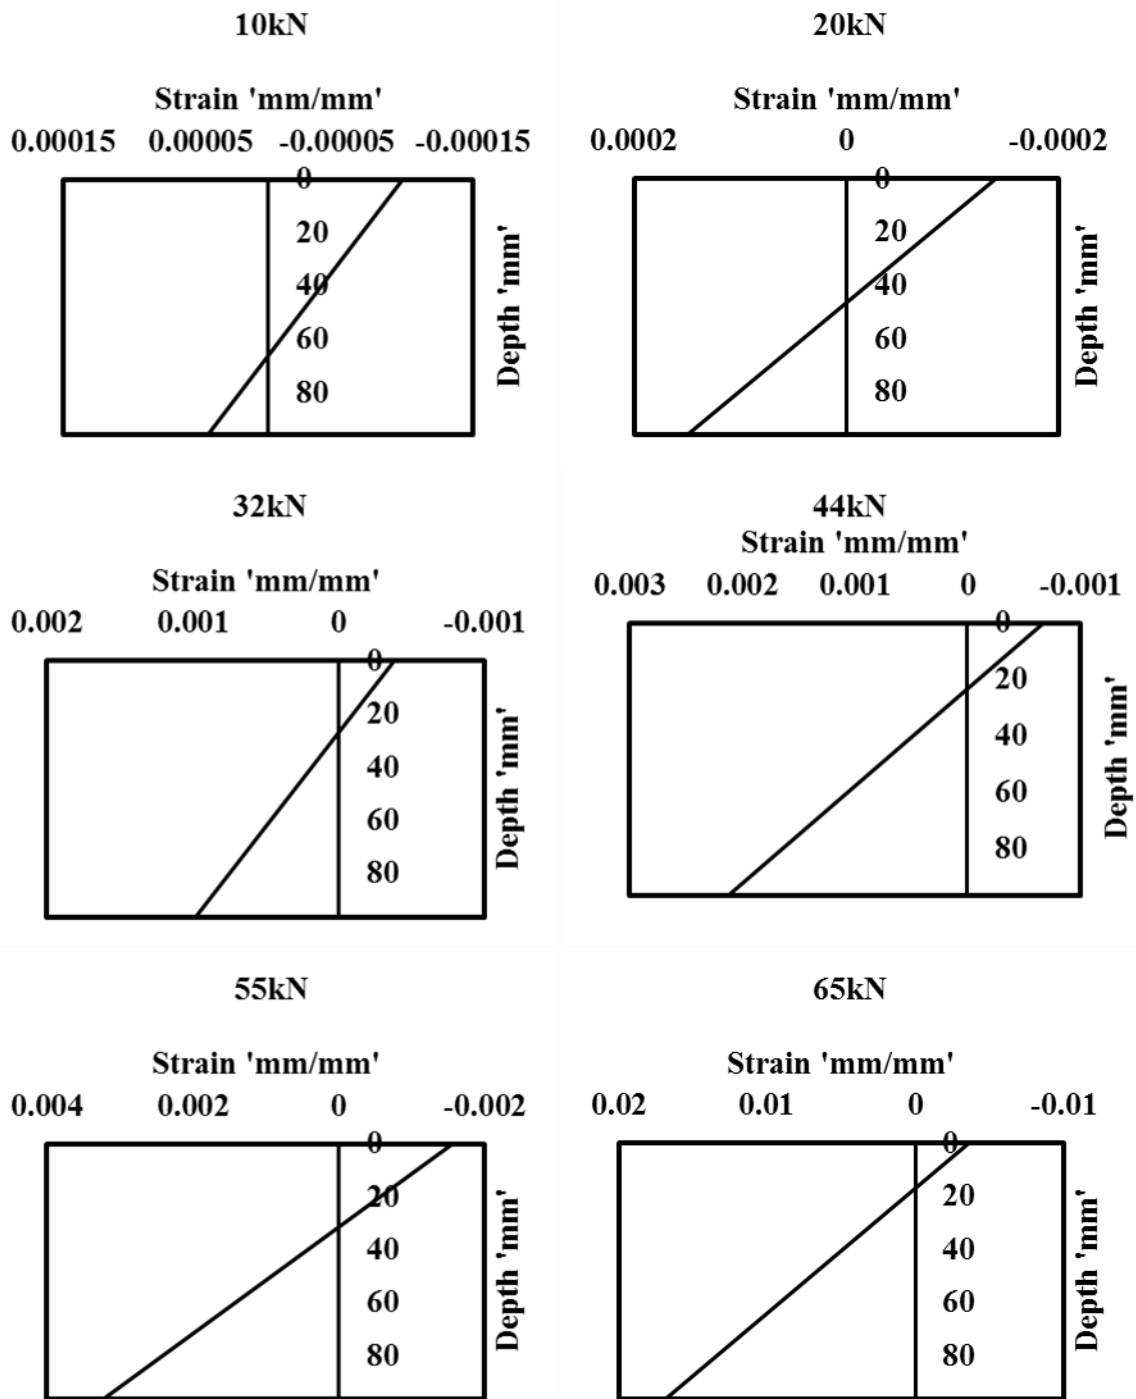 10kN
Strain 'mm/mm'
0.00015 0.00005 -0.00005 -0.00015
0
20
40
60
80
Depth 'mm'
20kN
Strain 'mm/mm'
0.0002 0 -0.0002
0
20
40
60
80
Depth 'mm'
32kN
Strain 'mm/mm'
0.002 0.001 0 -0.001
0
20
40
60
80
Depth 'mm'
44kN
Strain 'mm/mm'
0.003 0.002 0.001 0 -0.001
0
20
40
60
80
Depth 'mm'
55kN
Strain 'mm/mm'
0.004 0.002 0 -0.002
0
20
40
60
80
Depth 'mm'
65kN
Strain 'mm/mm'
0.02 0.01 0 -0.01
0
20
40
60
80
Depth 'mm'